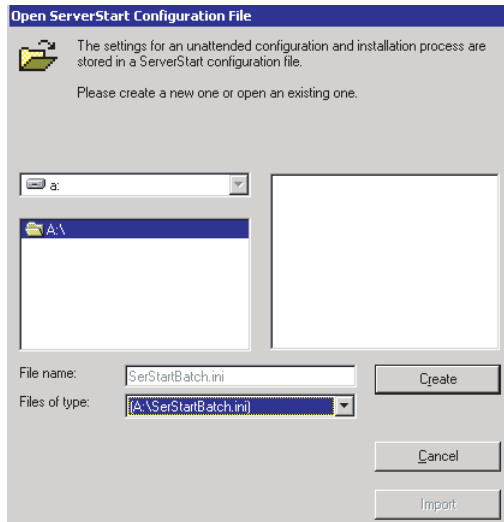 Open ServerStart Configuration File
The settings for an unattended configuration and installation process are
stored in a ServerStart configuration file.
Please create a new one or open an existing one.
a:
A:\
File name:
SerStartBatch.ini
Create
Files of type:
(A:\SerStartBatch.ini)
Cancel
Import